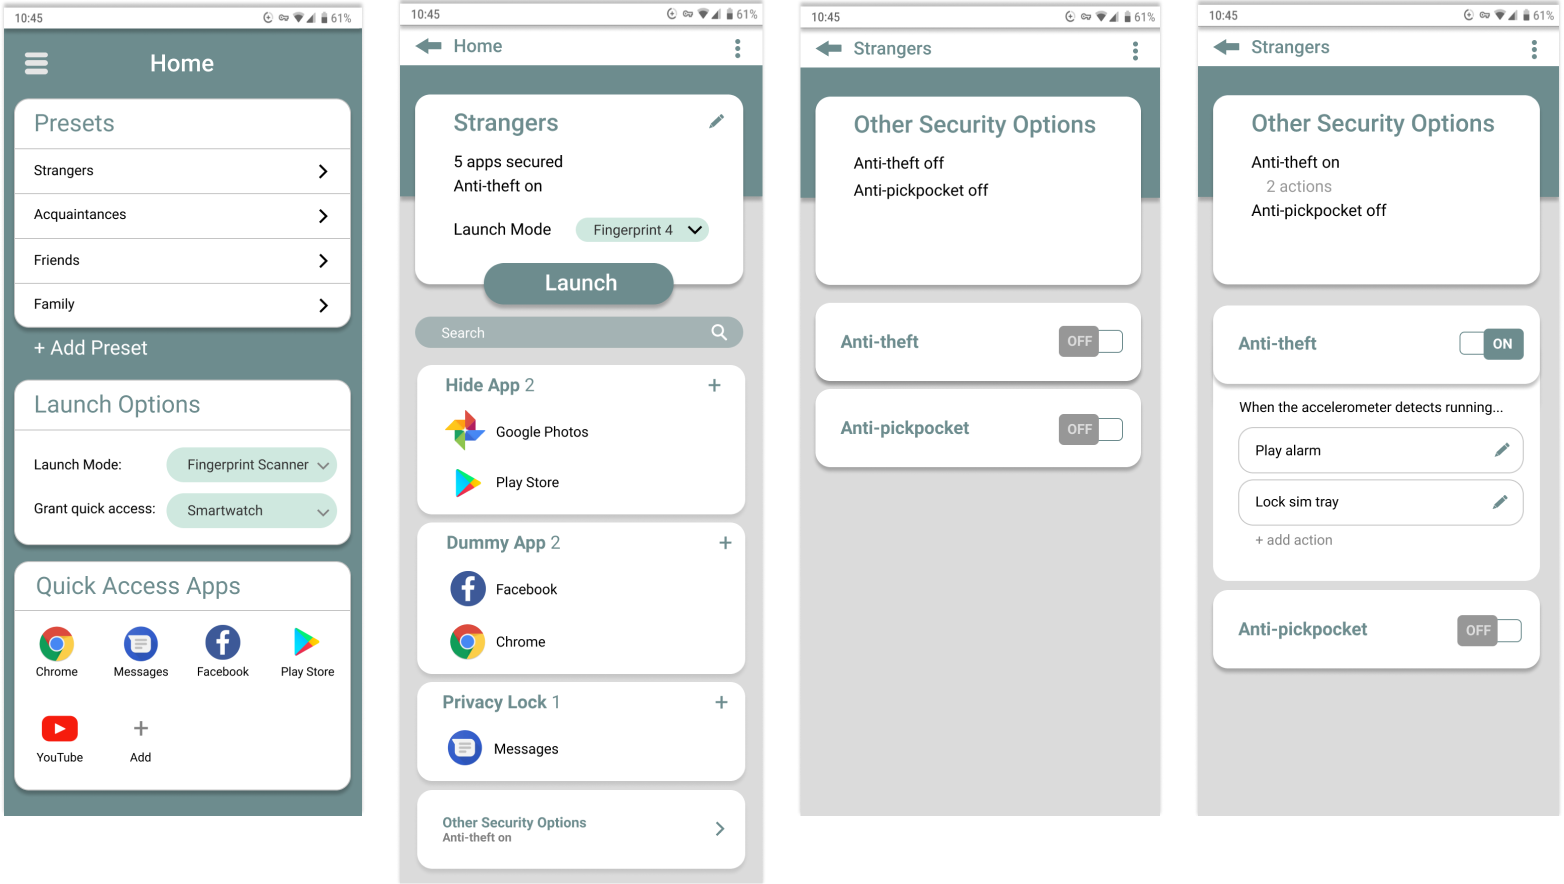 10:45
61%
Home
Presets
Strangers
Acquaintances
Friends
Family
+ Add Preset
Launch Options
Launch Mode: Fingerprint Scanner
Grant quick access: Smartwatch
Quick Access Apps
Chrome Messages Facebook Play Store
YouTube Add
10:45
61%
Home
Strangers
5 apps secured
Anti-theft on
Launch Mode Fingerprint 4
Launch
Search
Hide App 2 +
Google Photos
Play Store
Dummy App 2 +
Facebook
Chrome
Privacy Lock 1 +
Messages
Other Security Options
Anti-theft on
10:45
61%
Strangers
Other Security Options
Anti-theft off
Anti-pickpocket off
Anti-theft OFF
Anti-pickpocket OFF
10:45
61%
Strangers
Other Security Options
Anti-theft on
2 actions
Anti-pickpocket off
Anti-theft ON
When the accelerometer detects running...
Play alarm
Lock sim tray
+ add action
Anti-pickpocket OFF